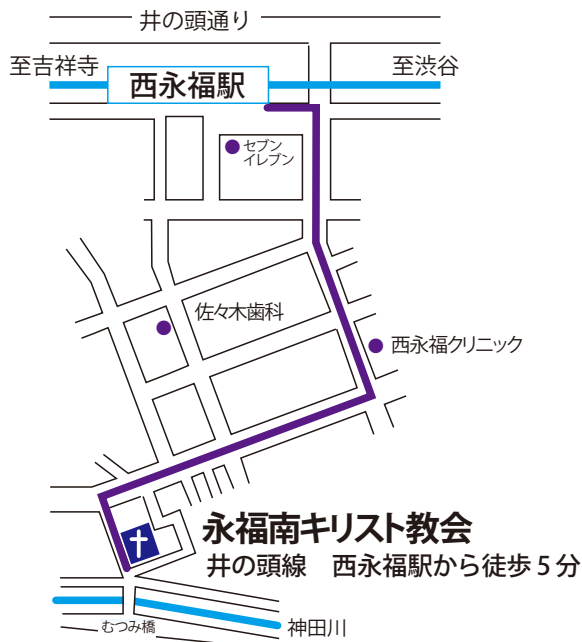 井の頭通り
至吉祥寺
至渋谷
西永福駅
セブン
イレブン
佐々木歯科
西永福クリニック
永福南キリスト教会
井の頭線　西永福駅から徒歩５分
むつみ橋
神田川